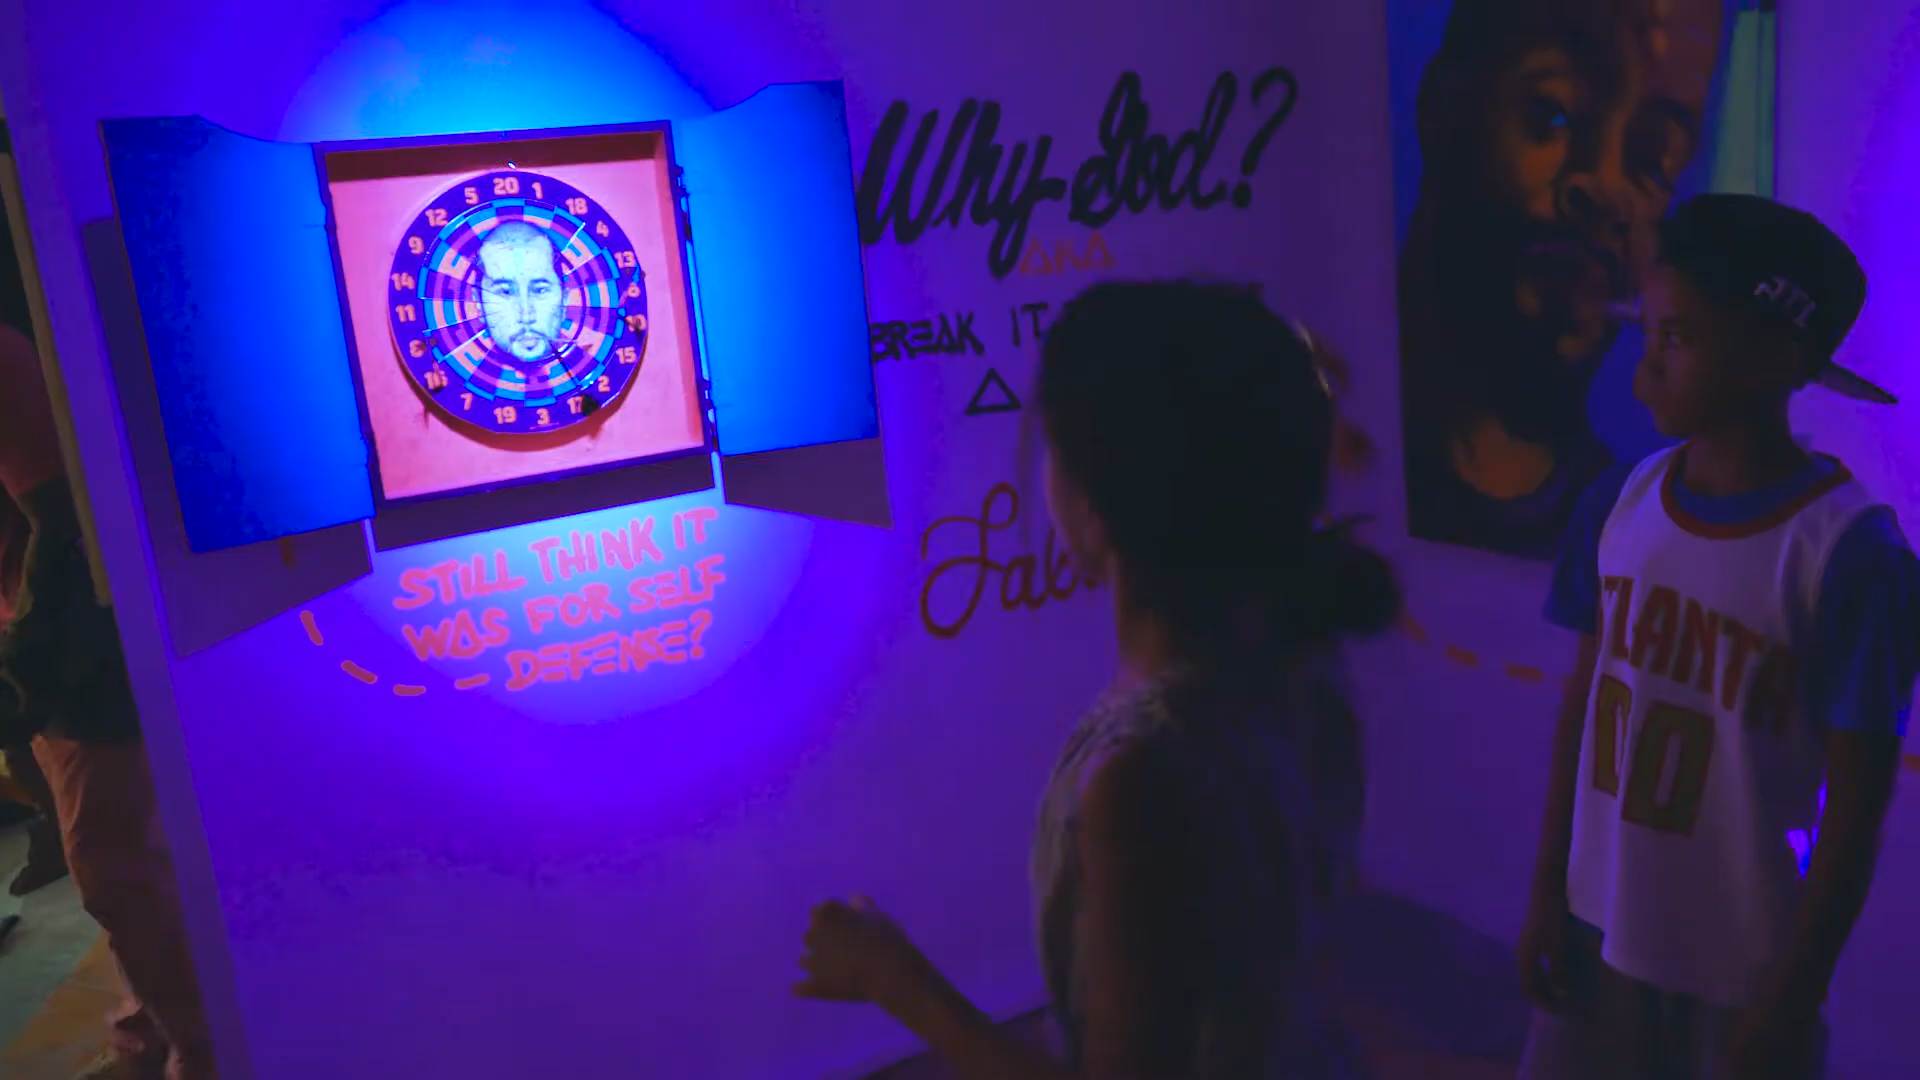 Why God?
AKA
BREAK IT
STILL THINK IT
WAS FOR SELF
DEFENSE?
20 1 18 4 13 6 10 15 2 17 3 19 7 16 8 11 14 9 12 5
ATL
ATLANTA
00